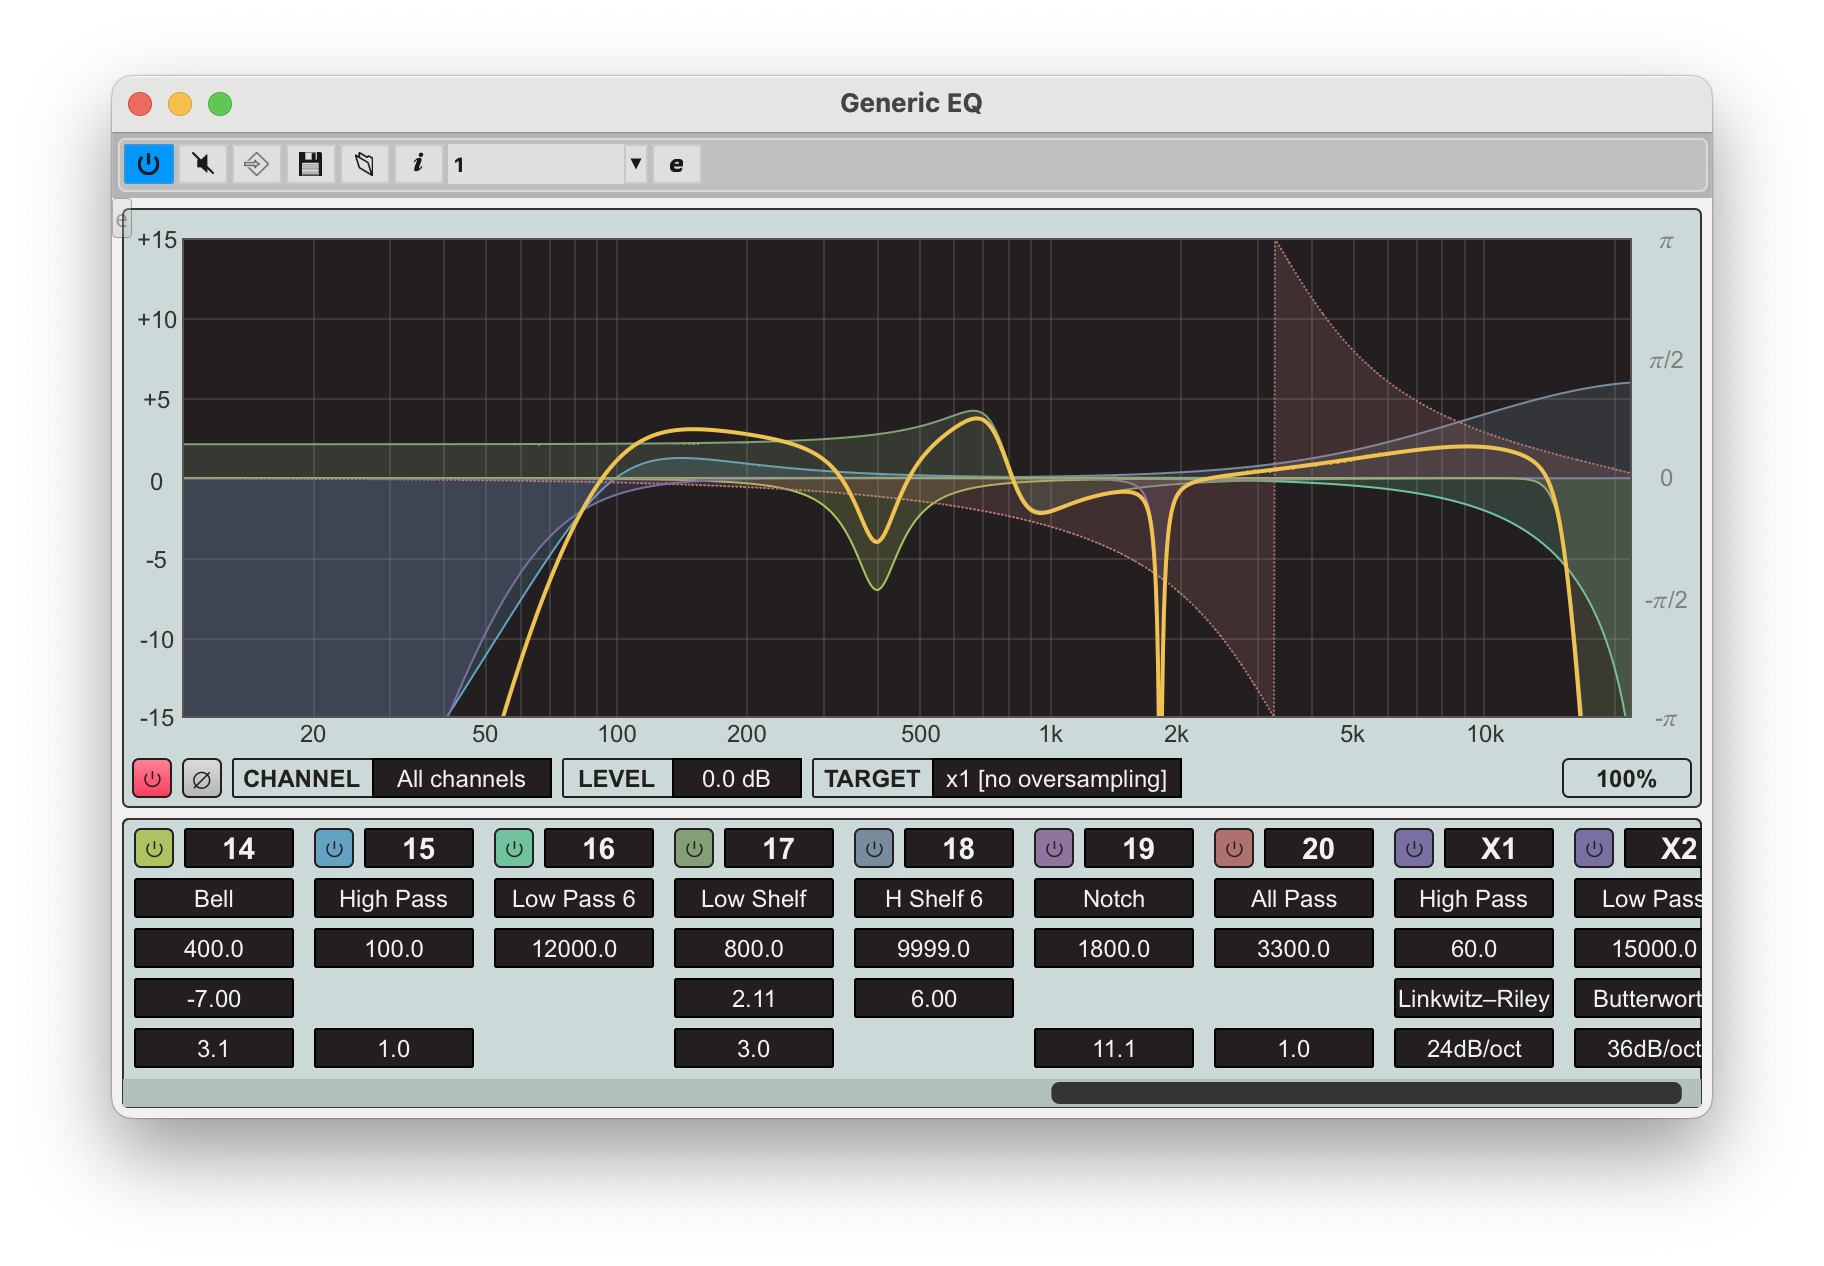 Generic EQ
i 1 ▼ e
e
+15 π
+10
π/2
+5
0 0
-5
-π/2
-10
-15 -π
20 50 100 200 500 1k 2k 5k 10k
CHANNEL All channels LEVEL 0.0 dB TARGET x1 [no oversampling] 100%
14 15 16 17 18 19 20 X1 X2
Bell High Pass Low Pass 6 Low Shelf H Shelf 6 Notch All Pass High Pass Low Pass
400.0 100.0 12000.0 800.0 9999.0 1800.0 3300.0 60.0 15000.0
-7.00 2.11 6.00 Linkwitz–Riley Butterwort
3.1 1.0 3.0 11.1 1.0 24dB/oct 36dB/oct